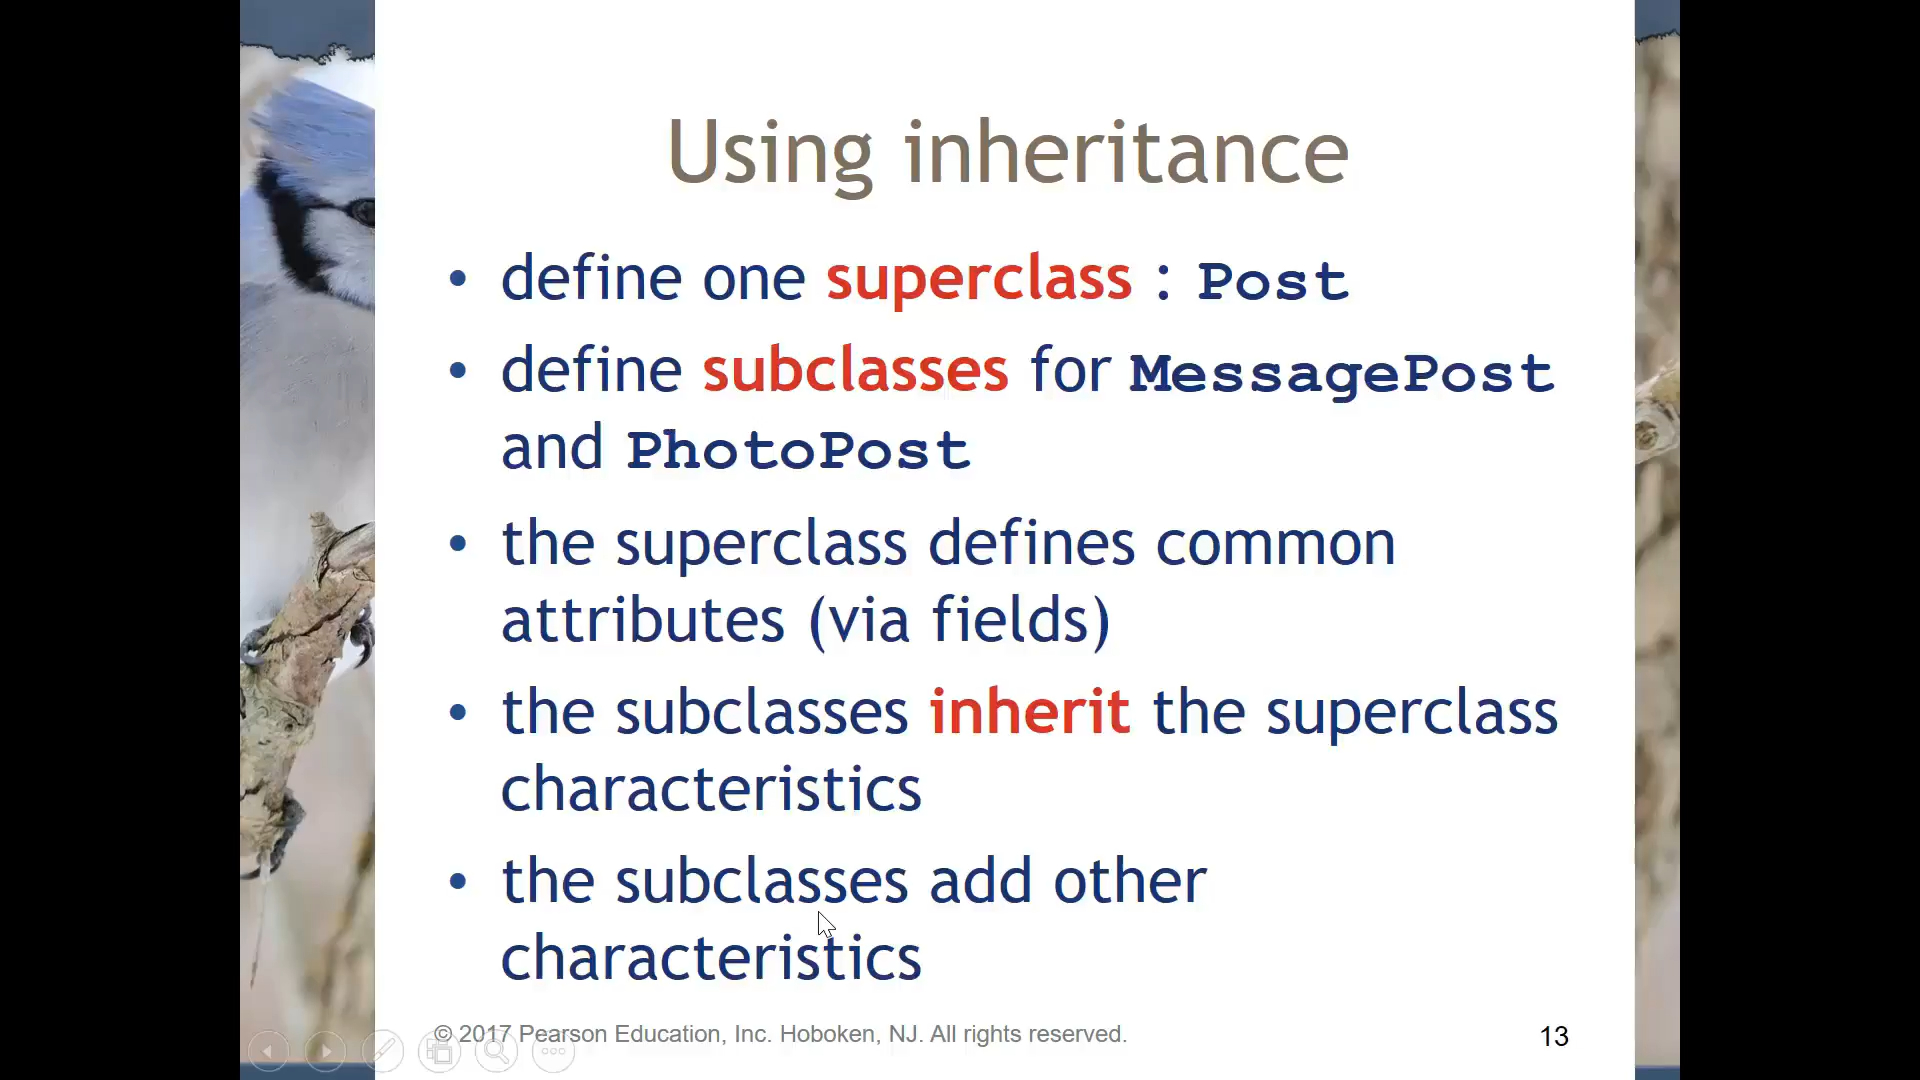 Using inheritance
• define one superclass : Post
• define subclasses for MessagePost
and PhotoPost
• the superclass defines common
attributes (via fields)
• the subclasses inherit the superclass
characteristics
• the subclasses add other
characteristics
© 2017 Pearson Education, Inc. Hoboken, NJ. All rights reserved.
13